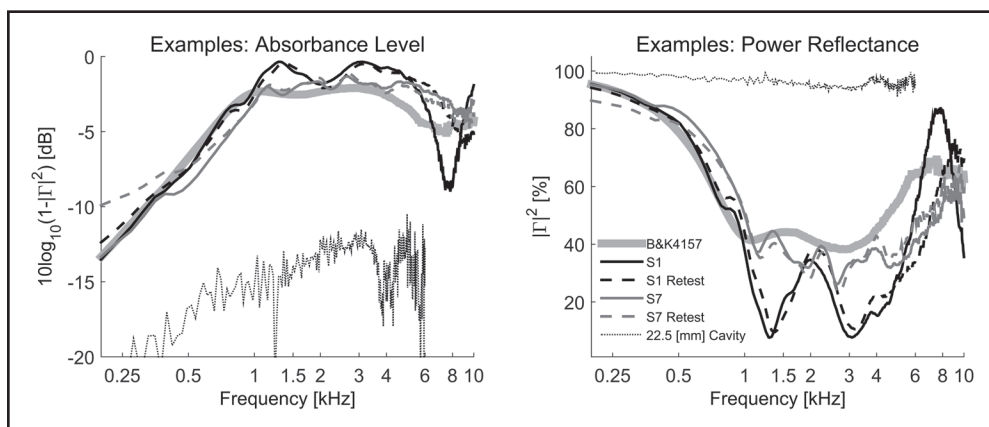 Examples: Absorbance Level
10log10(1-|Γ|2) [dB]
0
-5
-10
-15
-20
0.25 0.5 1 1.5 2 3 4 6 8 10
Frequency [kHz]
Examples: Power Reflectance
|Γ|2 [%]
100
80
60
40
20
B&K4157
S1
S1 Retest
S7
S7 Retest
22.5 [mm] Cavity
0.25 0.5 1 1.5 2 3 4 6 8 10
Frequency [kHz]